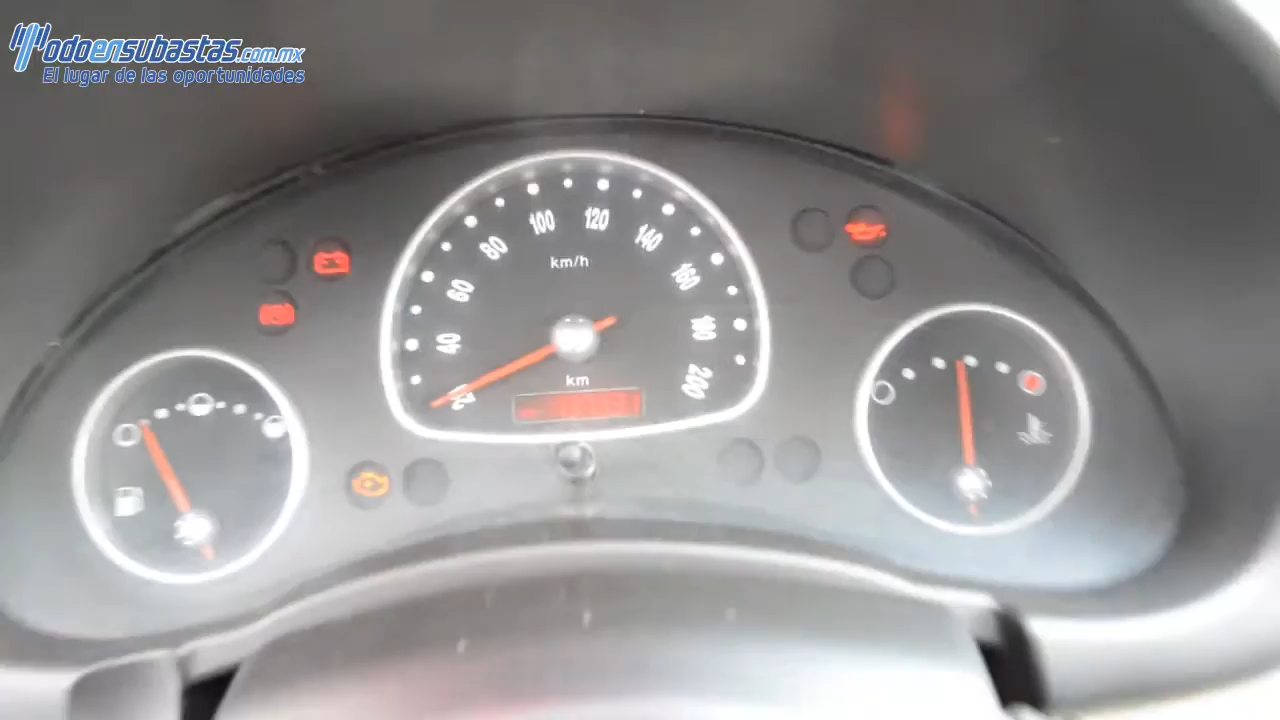 Todoensubastas.com.mx
El lugar de las oportunidades
100 120
80 140
km/h
60 160
40 180
20 200
km